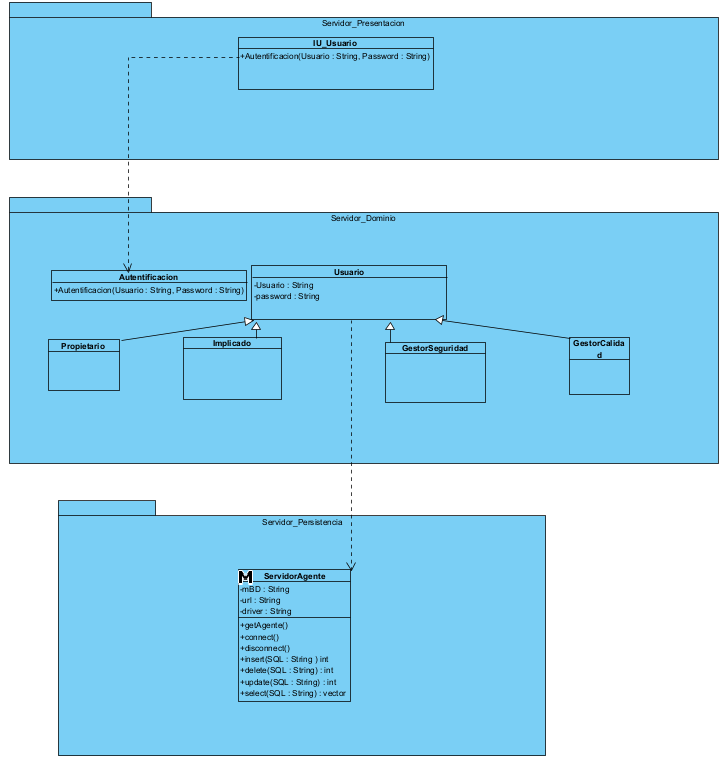 Servidor_Presentacion
IU_Usuario
+Autentificacion(Usuario : String, Password : String)
Servidor_Dominio
Autentificacion
+Autentificacion(Usuario : String, Password : String)
Usuario
-Usuario : String
-password : String
Propietario
Implicado
GestorSeguridad
GestorCalida
d
Servidor_Persistencia
M
ServidorAgente
-mBD : String
-url : String
-driver : String
+getAgente()
+connect()
+disconnect()
+insert(SQL : String ) int
+delete(SQL : String) : int
+update(SQL : String) : int
+select(SQL : String) : vector